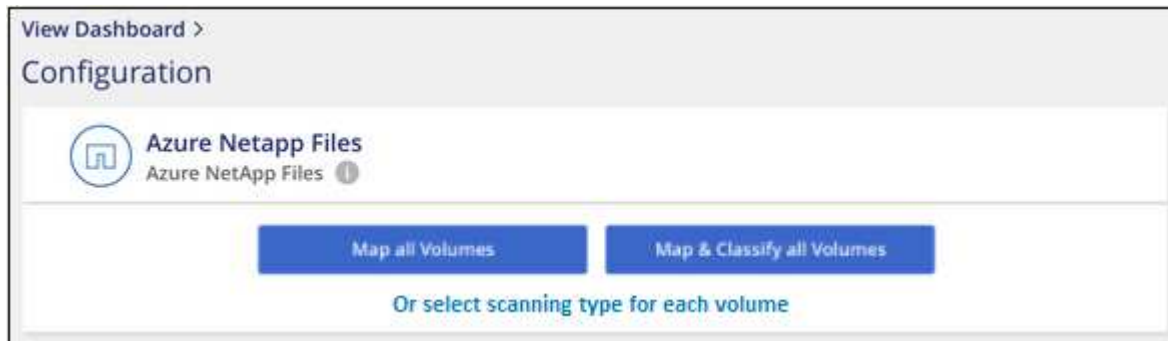 View Dashboard >
Configuration
Azure Netapp Files
Azure NetApp Files i
Map all Volumes
Map & Classify all Volumes
Or select scanning type for each volume